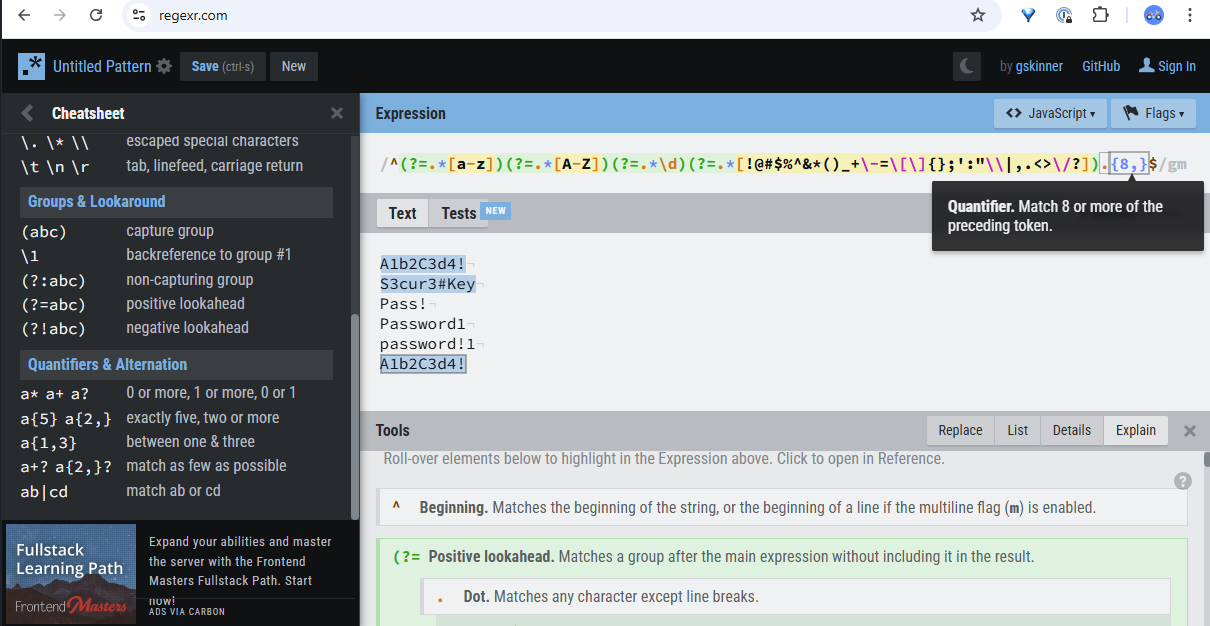 regexr.com
Untitled Pattern
Save (ctrl-s)
New
by gskinner
GitHub
Sign In
Cheatsheet
\. \* \\ escaped special characters
\t \n \r tab, linefeed, carriage return
Groups & Lookaround
(abc) capture group
\1 backreference to group #1
(?:abc) non-capturing group
(?=abc) positive lookahead
(?!abc) negative lookahead
Quantifiers & Alternation
a* a+ a? 0 or more, 1 or more, 0 or 1
a{5} a{2,} exactly five, two or more
a{1,3} between one & three
a+? a{2,}? match as few as possible
ab|cd match ab or cd
Fullstack
Learning Path
FrontendMasters
Expand your abilities and master
the server with the Frontend
Masters Fullstack Path. Start
now!
ADS VIA CARBON
Expression
<> JavaScript ▾
Flags ▾
/^(?=.*[a-z])(?=.*[A-Z])(?=.*\d)(?=.*[!@#$%^&*()_+\-=\[\]{};':"\\|,.<>\/?]).{8,}$/gm
Quantifier. Match 8 or more of the
preceding token.
Text
Tests NEW
A1b2C3d4!¬
S3cur3#Key¬
Pass!¬
Password1¬
password!1¬
A1b2C3d4!
Tools
Replace
List
Details
Explain
Roll-over elements below to highlight in the Expression above. Click to open in Reference.
?
^ Beginning. Matches the beginning of the string, or the beginning of a line if the multiline flag (m) is enabled.
(?= Positive lookahead. Matches a group after the main expression without including it in the result.
. Dot. Matches any character except line breaks.